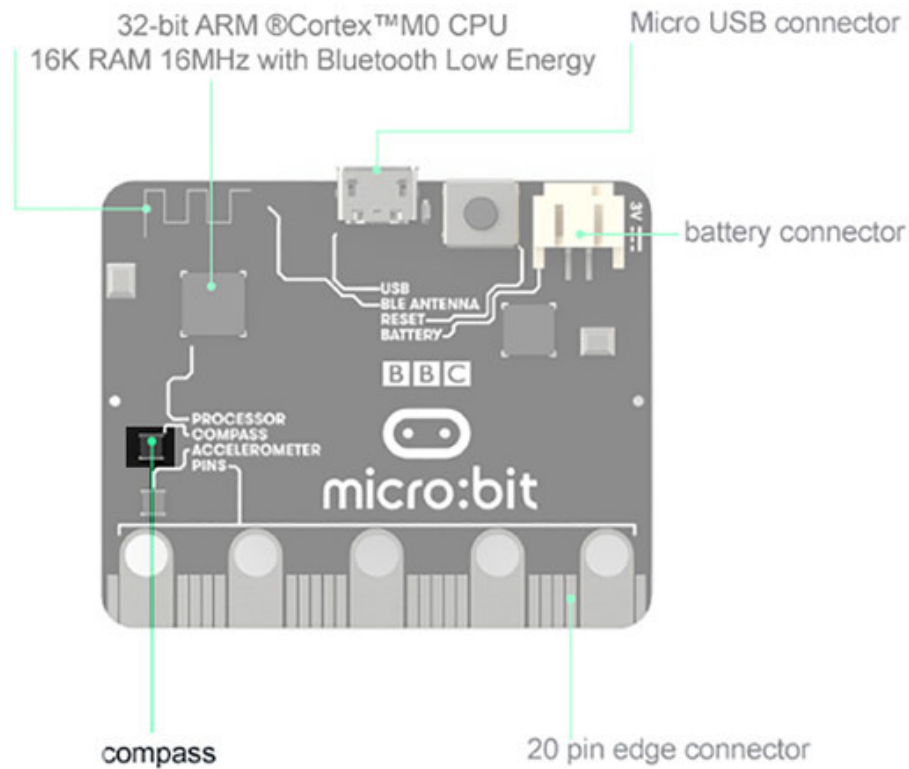 32-bit ARM ®Cortex™M0 CPU
16K RAM 16MHz with Bluetooth Low Energy
Micro USB connector
3V
battery connector
USB
BLE ANTENNA
RESET
BATTERY
BBC
PROCESSOR
COMPASS
ACCELEROMETER
PINS
micro:bit
compass
20 pin edge connector